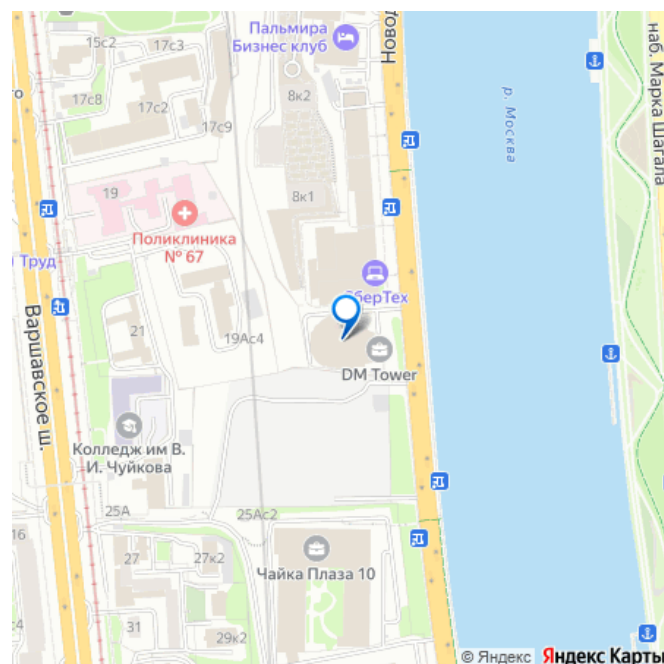 Пальмира
Бизнес клуб
Новод
наб. Марка Шагала
р. Москва
15с2
17с3
17с8
17с2
17с9
8к2
8к1
19
Поликлиника
№ 67
Труд
СберТех
21
19Ас4
DM Tower
Варшавское ш.
Колледж им В.
И. Чуйкова
25А
25Ас2
16
27
27к2
Чайка Плаза 10
31
29к2
© Яндекс Яндекс Карты